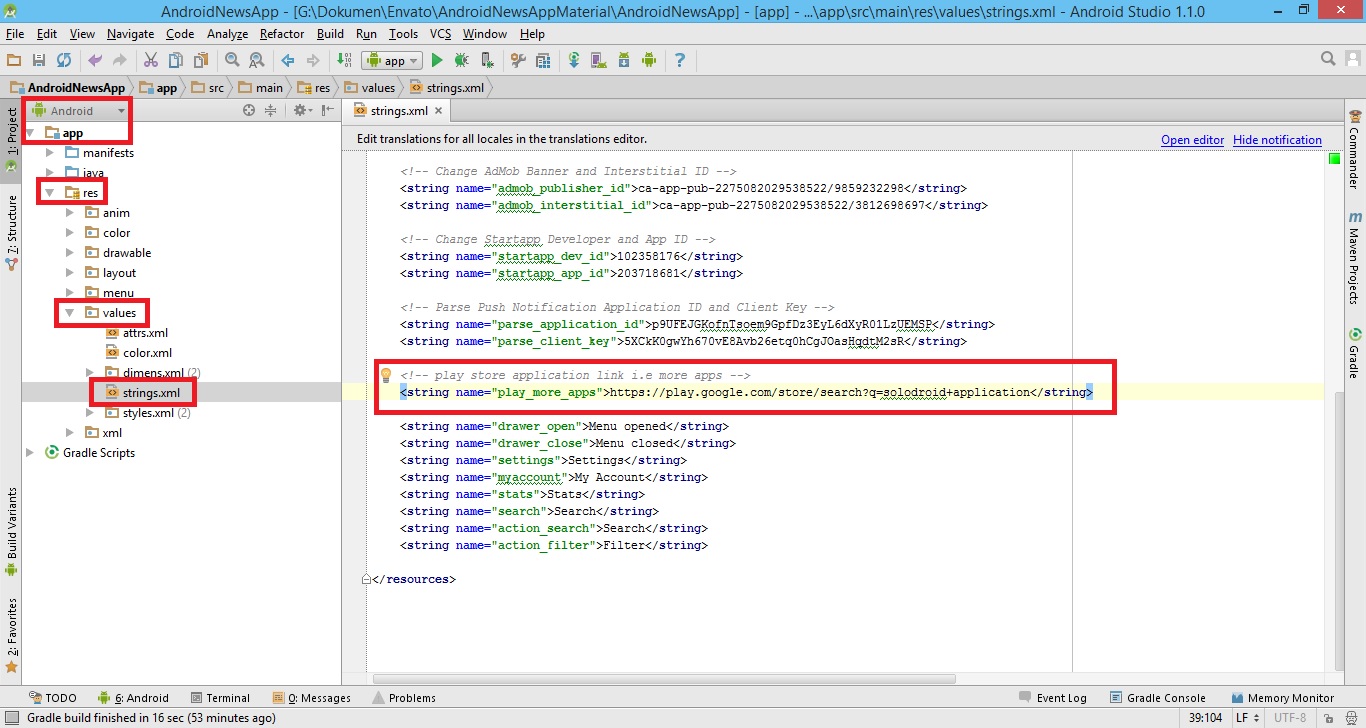 AndroidNewsApp - [G:\Dokumen\Envato\AndroidNewsAppMaterial\AndroidNewsApp] - [app] - ...\app\src\main\res\values\strings.xml - Android Studio 1.1.0
File Edit View Navigate Code Analyze Refactor Build Run Tools VCS Window Help
app
AndroidNewsApp app src main res values strings.xml
1: Project
7: Structure
Build Variants
2: Favorites
Android
app
manifests
java
res
anim
color
drawable
layout
menu
values
attrs.xml
color.xml
dimens.xml (2)
strings.xml
styles.xml (2)
xml
Gradle Scripts
strings.xml
Edit translations for all locales in the translations editor. Open editor Hide notification
<!-- Change AdMob Banner and Interstitial ID -->
<string name="admob_publisher_id">ca-app-pub-2275082029538522/9859232298</string>
<string name="admob_interstitial_id">ca-app-pub-2275082029538522/3812698697</string>
<!-- Change Startapp Developer and App ID -->
<string name="startapp_dev_id">102358176</string>
<string name="startapp_app_id">203718681</string>
<!-- Parse Push Notification Application ID and Client Key -->
<string name="parse_application_id">p9UFEJGKofnTsoem9GpfDz3EyL6dXyR01LzUEMSP</string>
<string name="parse_client_key">5XCkK0gwYh670vE8Avb26etq0hCgJOasHqdtM2sR</string>
<!-- play store application link i.e more apps -->
<string name="play_more_apps">https://play.google.com/store/search?q=solodroid+application</string>
<string name="drawer_open">Menu opened</string>
<string name="drawer_close">Menu closed</string>
<string name="settings">Settings</string>
<string name="myaccount">My Account</string>
<string name="stats">Stats</string>
<string name="search">Search</string>
<string name="action_search">Search</string>
<string name="action_filter">Filter</string>
</resources>
Commander
m Maven Projects
Gradle
TODO 6: Android Terminal 0: Messages Problems Event Log Gradle Console Memory Monitor
Gradle build finished in 16 sec (53 minutes ago) 39:104 LF UTF-8